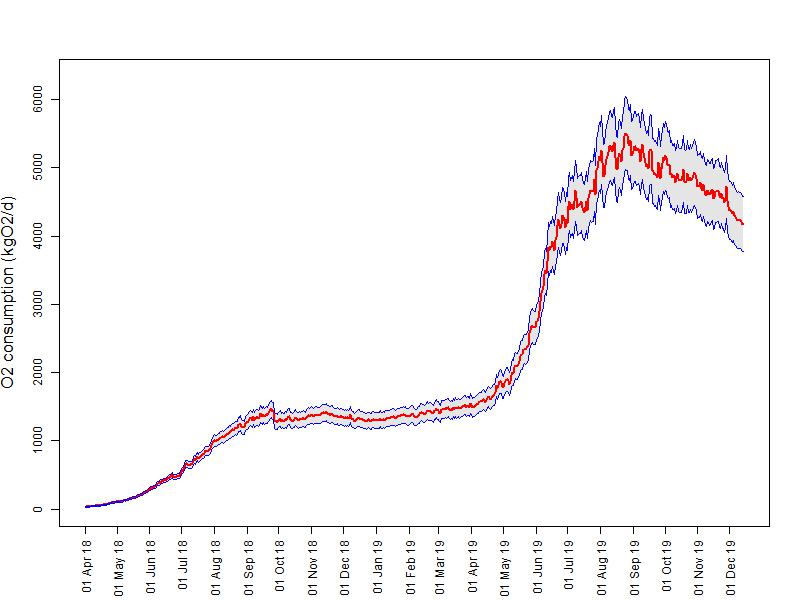 O2 consumption (kgO2/d)
6000
5000
4000
3000
2000
1000
0
01 Apr 18
01 May 18
01 Jun 18
01 Jul 18
01 Aug 18
01 Sep 18
01 Oct 18
01 Nov 18
01 Dec 18
01 Jan 19
01 Feb 19
01 Mar 19
01 Apr 19
01 May 19
01 Jun 19
01 Jul 19
01 Aug 19
01 Sep 19
01 Oct 19
01 Nov 19
01 Dec 19